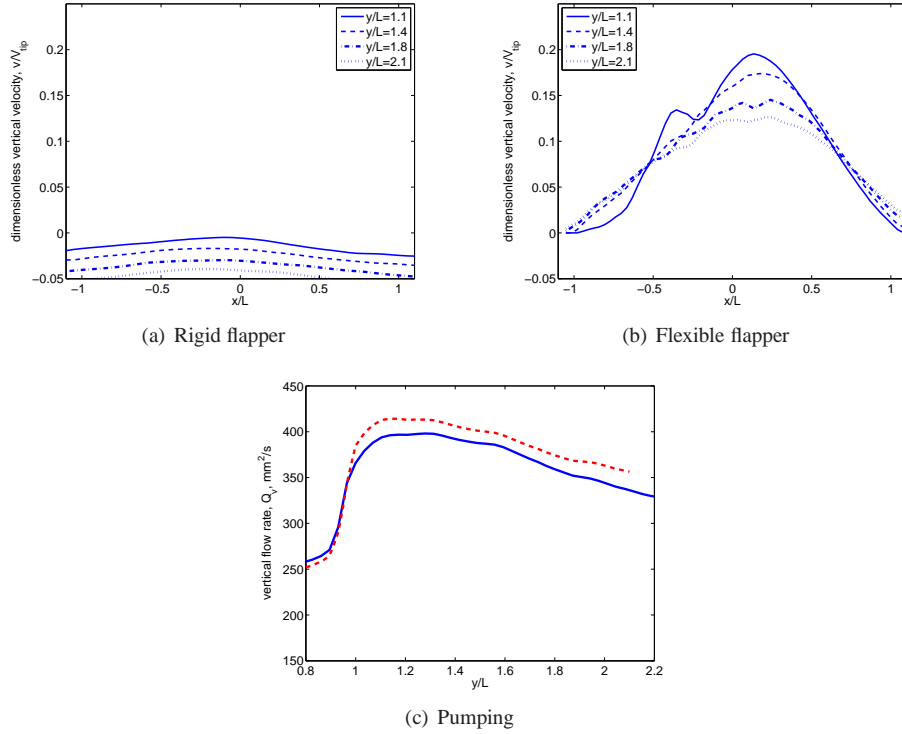 y/L=1.1
y/L=1.4
y/L=1.8
y/L=2.1
0.2
0.15
0.1
0.05
0
−0.05
dimensionless vertical velocity, v/V_tip
−1
−0.5
0
0.5
1
x/L
(a) Rigid flapper
y/L=1.1
y/L=1.4
y/L=1.8
y/L=2.1
0.2
0.15
0.1
0.05
0
−0.05
dimensionless vertical velocity, v/V_tip
−1
−0.5
0
0.5
1
x/L
(b) Flexible flapper
450
400
350
300
250
200
150
vertical flow rate, Q_v, mm²/s
0.8
1
1.2
1.4
1.6
1.8
2
2.2
y/L
(c) Pumping